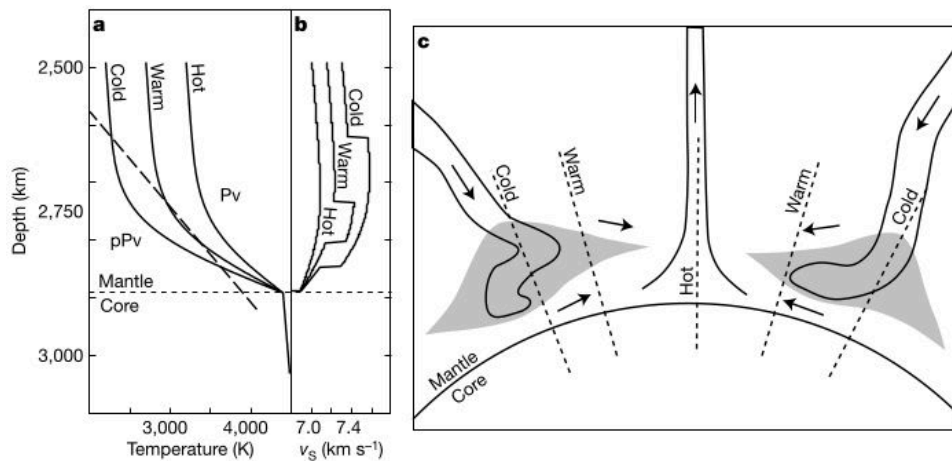 a
b
c
2,500
2,750
3,000
Depth (km)
Cold
Warm
Hot
Pv
pPv
Mantle
Core
3,000
4,000
Temperature (K)
Cold
Warm
Hot
7.0
7.4
vS (km s−1)
Cold
Warm
Hot
Warm
Cold
Mantle
Core